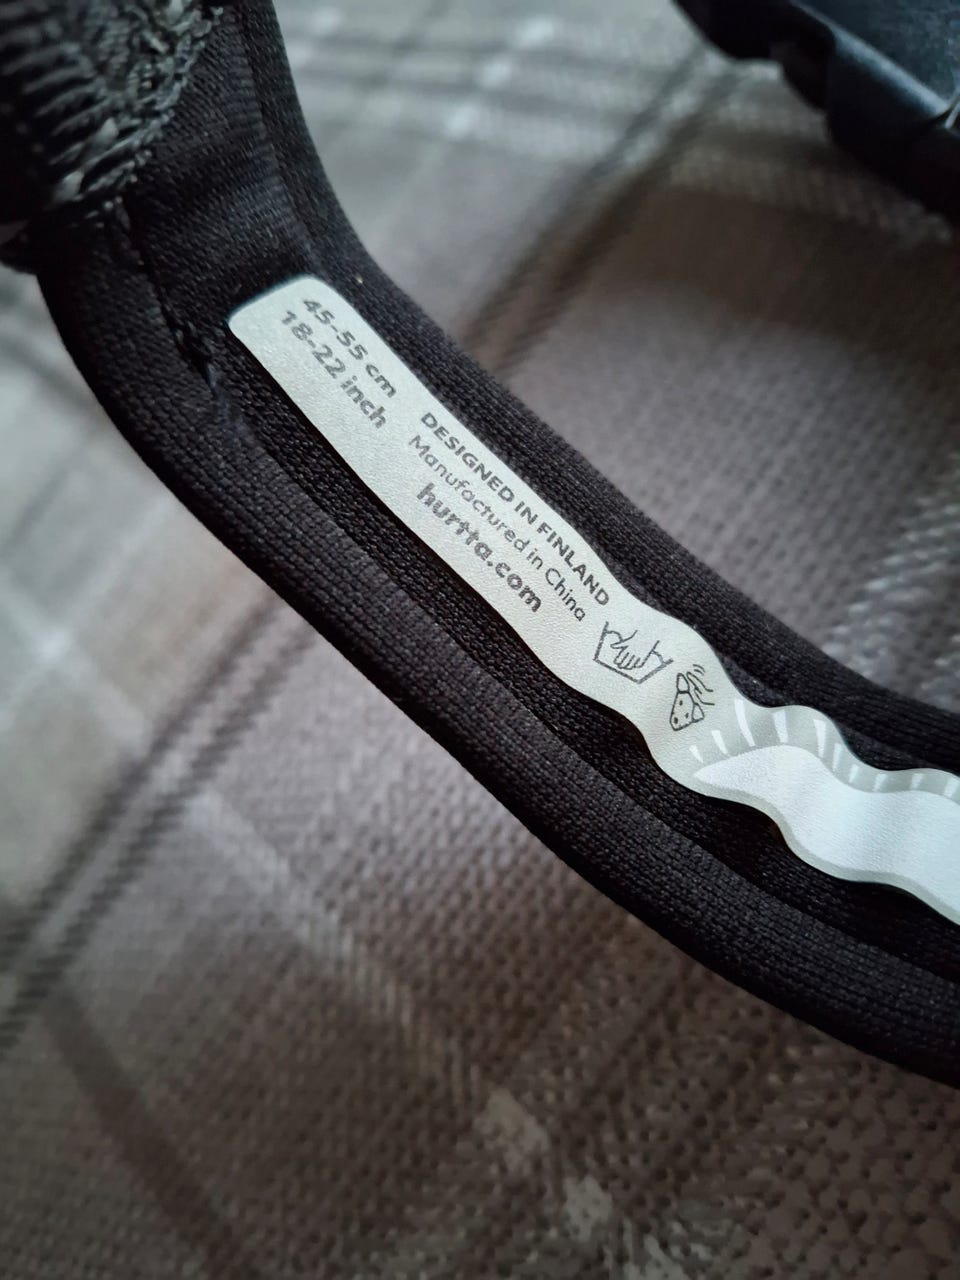 45-55 cm
18-22 inch
DESIGNED IN FINLAND
Manufactured in China
hurtta.com